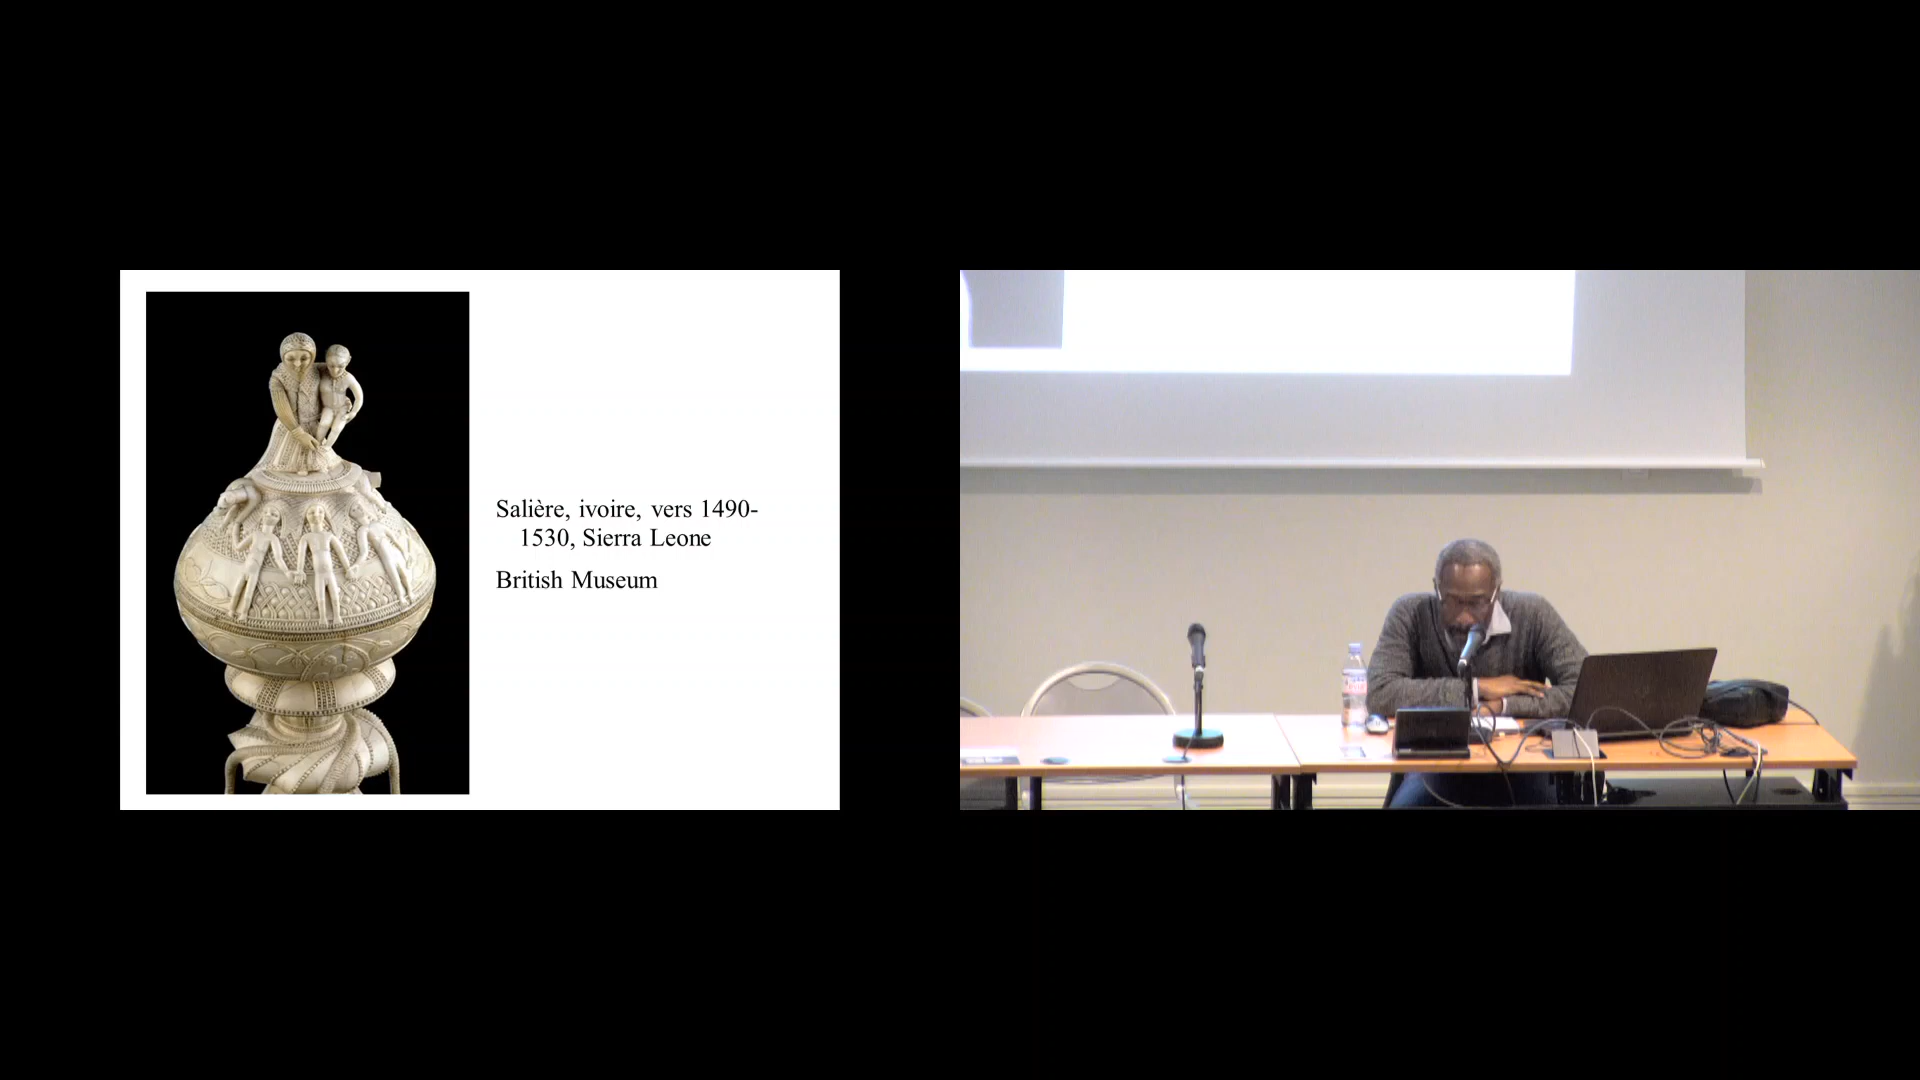 Salière, ivoire, vers 1490-
1530, Sierra Leone
British Museum